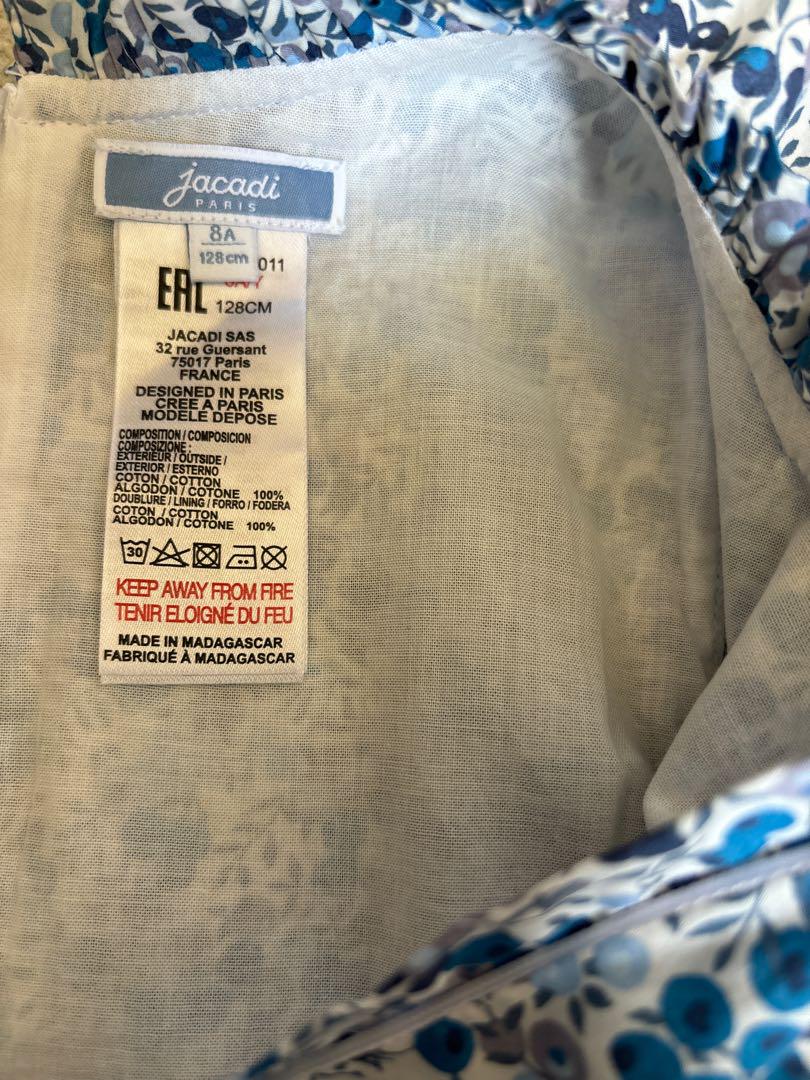 jacadi
PARIS
8A
128cm
011
EAC
128CM
JACADI SAS
32 rue Guersant
75017 Paris
FRANCE
DESIGNED IN PARIS
CREE A PARIS
MODELE DEPOSE
COMPOSITION / COMPOSICION
COMPOSIZIONE :
EXTERIEUR / OUTSIDE /
EXTERIOR / ESTERNO
COTON / COTTON
ALGODON / COTONE 100%
DOUBLURE / LINING / FORRO / FODERA
COTON / COTTON
ALGODON / COTONE 100%
30
KEEP AWAY FROM FIRE
TENIR ELOIGNÉ DU FEU
MADE IN MADAGASCAR
FABRIQUÉ À MADAGASCAR